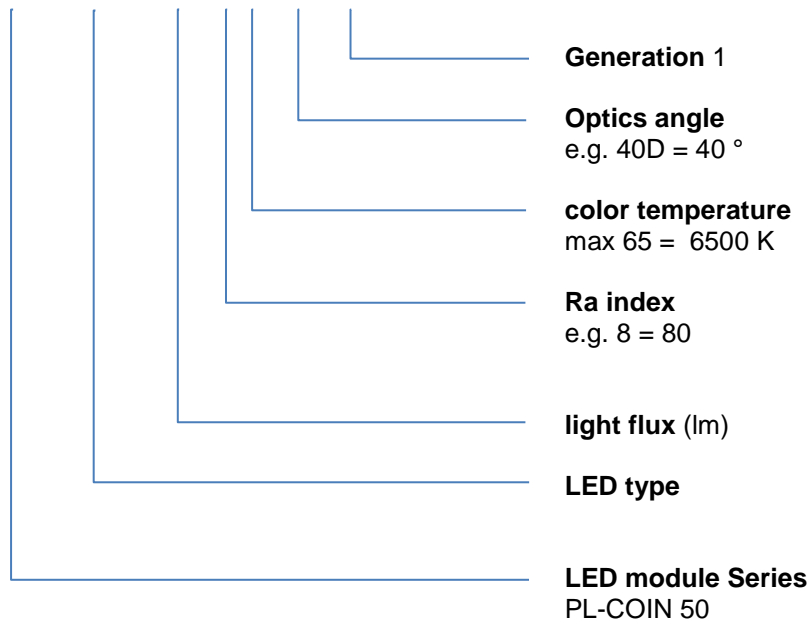 Generation 1
Optics angle
e.g. 40D = 40 °
color temperature
max 65 = 6500 K
Ra index
e.g. 8 = 80
light flux (lm)
LED type
LED module Series
PL-COIN 50